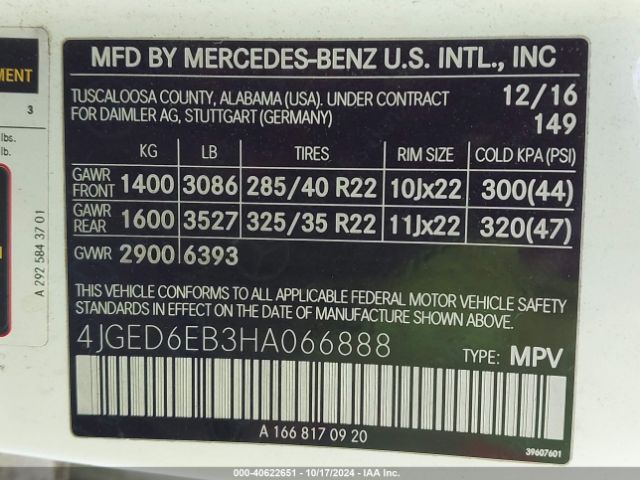 MFD BY MERCEDES-BENZ U.S. INTL., INC
TUSCALOOSA COUNTY, ALABAMA (USA). UNDER CONTRACT
FOR DAIMLER AG, STUTTGART (GERMANY)
12/16
149
KG LB TIRES RIM SIZE COLD KPA (PSI)
GAWR FRONT 1400 3086 285/40 R22 10Jx22 300(44)
GAWR REAR 1600 3527 325/35 R22 11Jx22 320(47)
GVWR 2900 6393
THIS VEHICLE CONFORMS TO ALL APPLICABLE FEDERAL MOTOR VEHICLE SAFETY
STANDARDS IN EFFECT ON THE DATE OF MANUFACTURE SHOWN ABOVE.
4JGED6EB3HA066888
TYPE: MPV
A 166 817 09 20
39607601
MENT
3
lbs.
lb.
A 292 584 37 01
000-40622651 - 10/17/2024 - IAA Inc.